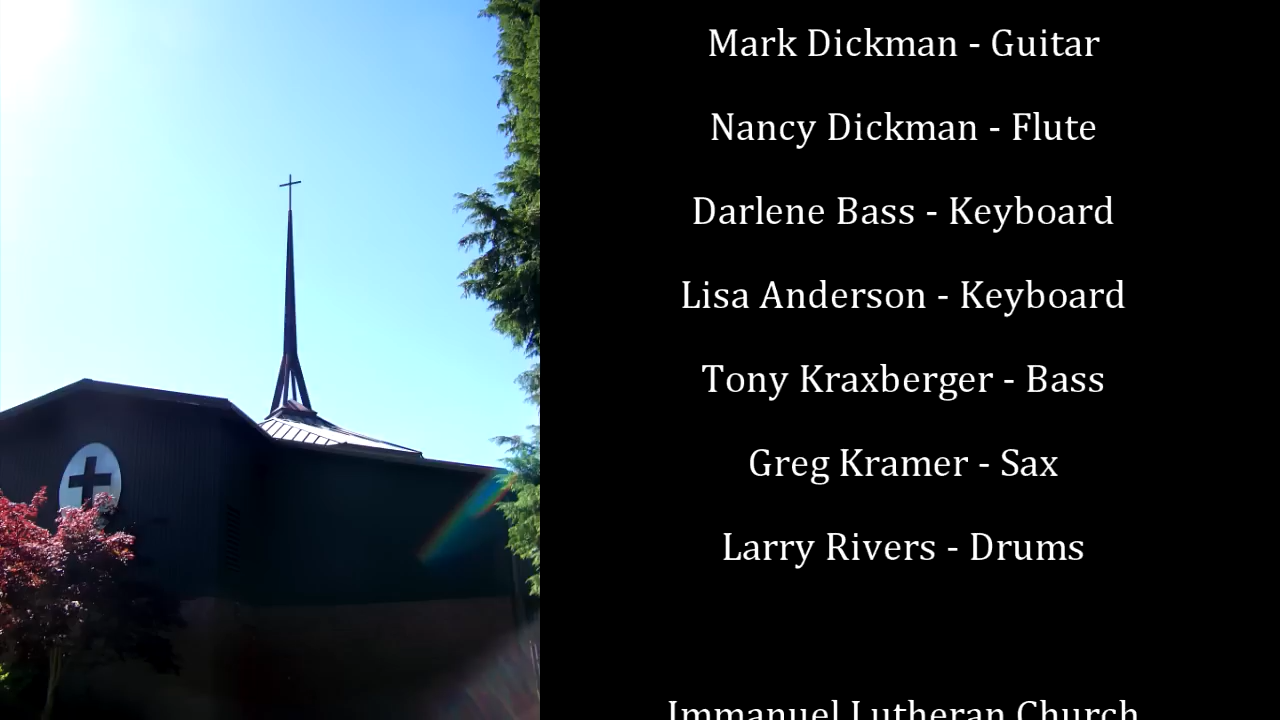 Mark Dickman - Guitar
Nancy Dickman - Flute
Darlene Bass - Keyboard
Lisa Anderson - Keyboard
Tony Kraxberger - Bass
Greg Kramer - Sax
Larry Rivers - Drums
Immanuel Lutheran Church